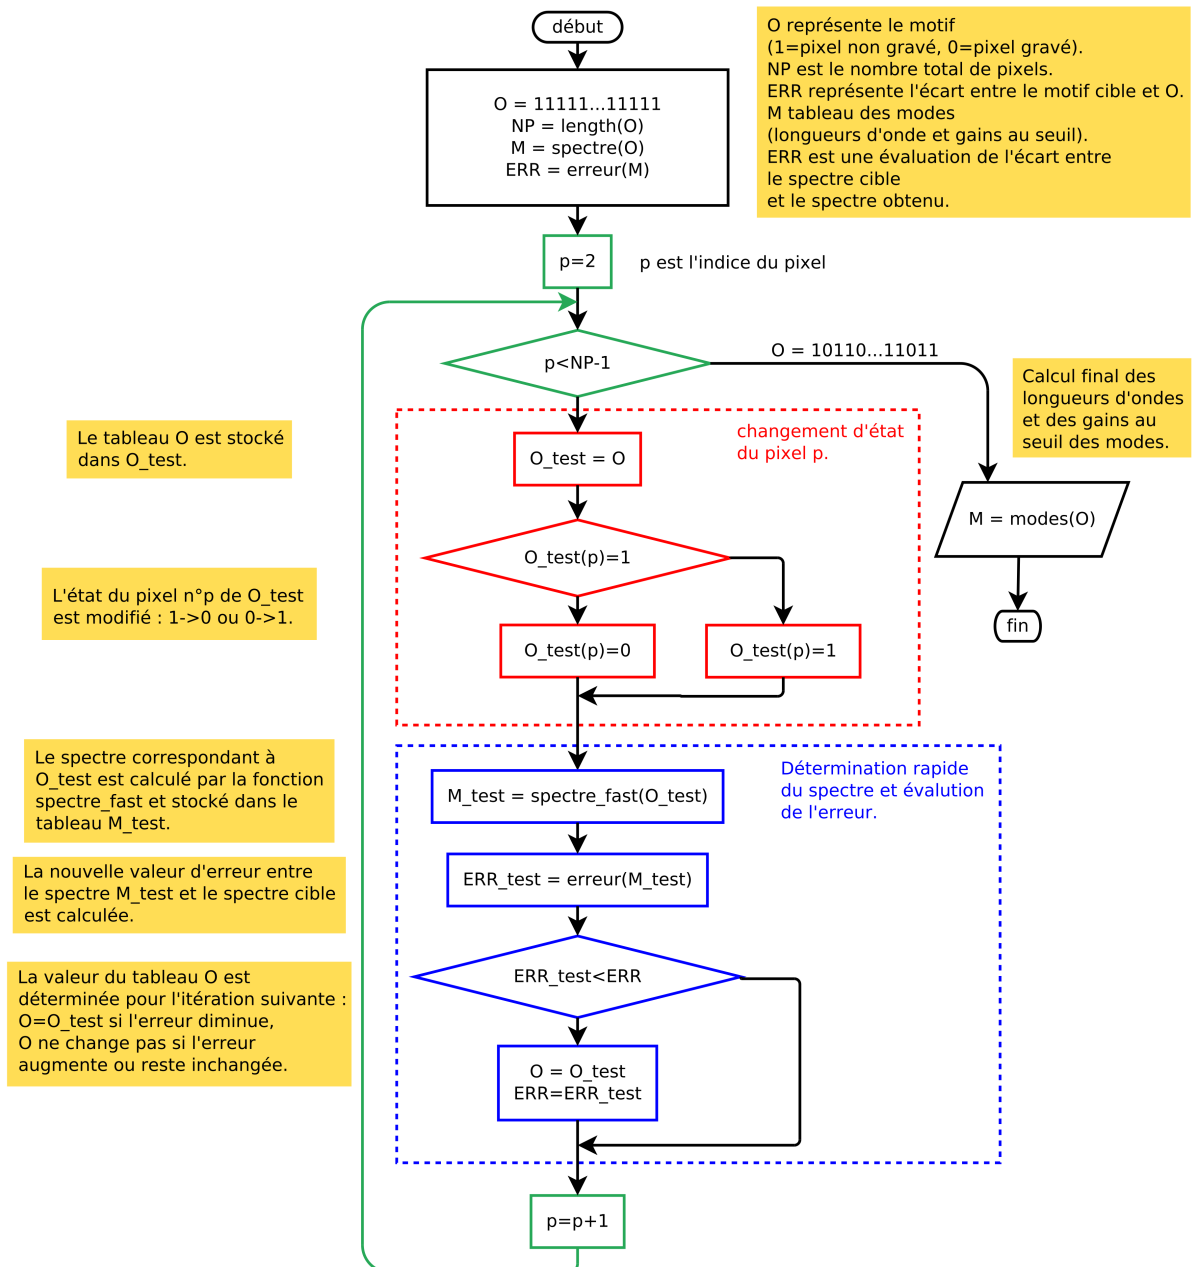 début
O représente le motif
(1=pixel non gravé, 0=pixel gravé).
NP est le nombre total de pixels.
ERR représente l'écart entre le motif cible et O.
M tableau des modes
(longueurs d'onde et gains au seuil).
ERR est une évaluation de l'écart entre
le spectre cible
et le spectre obtenu.
O = 11111...11111
NP = length(O)
M = spectre(O)
ERR = erreur(M)
p=2
p est l'indice du pixel
p<NP-1
O = 10110...11011
Calcul final des
longueurs d'ondes
et des gains au
seuil des modes.
Le tableau O est stocké
dans O_test.
O_test = O
changement d'état
du pixel p.
M = modes(O)
fin
O_test(p)=1
L'état du pixel n°p de O_test
est modifié : 1->0 ou 0->1.
O_test(p)=0
O_test(p)=1
Le spectre correspondant à
O_test est calculé par la fonction
spectre_fast et stocké dans le
tableau M_test.
M_test = spectre_fast(O_test)
Détermination rapide
du spectre et évalution
de l'erreur.
La nouvelle valeur d'erreur entre
le spectre M_test et le spectre cible
est calculée.
ERR_test = erreur(M_test)
ERR_test<ERR
La valeur du tableau O est
déterminée pour l'itération suivante :
O=O_test si l'erreur diminue,
O ne change pas si l'erreur
augmente ou reste inchangée.
O = O_test
ERR=ERR_test
p=p+1